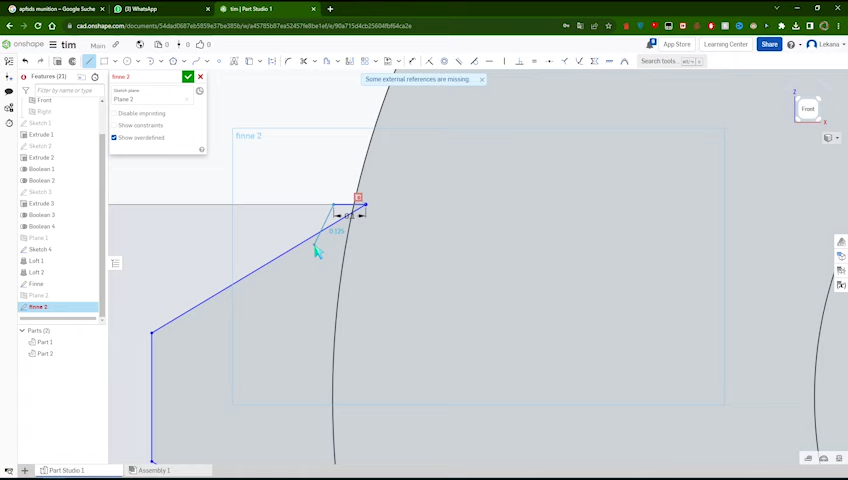 apfsds munition – Google Suche
(3) WhatsApp
tim | Part Studio 1
cad.onshape.com/documents/54dad0687eb5859e37be385b/w/e45785b87ea52457fe8be1ef/e/90a715d4cb25604fbf64ca2e
onshape
tim
Main
App Store
Learning Center
Share
Lekana
Search tools...
Features (21)
Filter by name or type
Front
Right
Sketch 1
Extrude 1
Sketch 2
Extrude 2
Boolean 1
Boolean 2
Sketch 3
Extrude 3
Boolean 3
Boolean 4
Plane 1
Sketch 4
Loft 1
Loft 2
Finne
Plane 2
finne 2
Parts (2)
Part 1
Part 2
finne 2
Sketch plane
Plane 2
Disable imprinting
Show constraints
Show overdefined
Some external references are missing
finne 2
0.1
0.125
Z
Front
X
Part Studio 1
Assembly 1